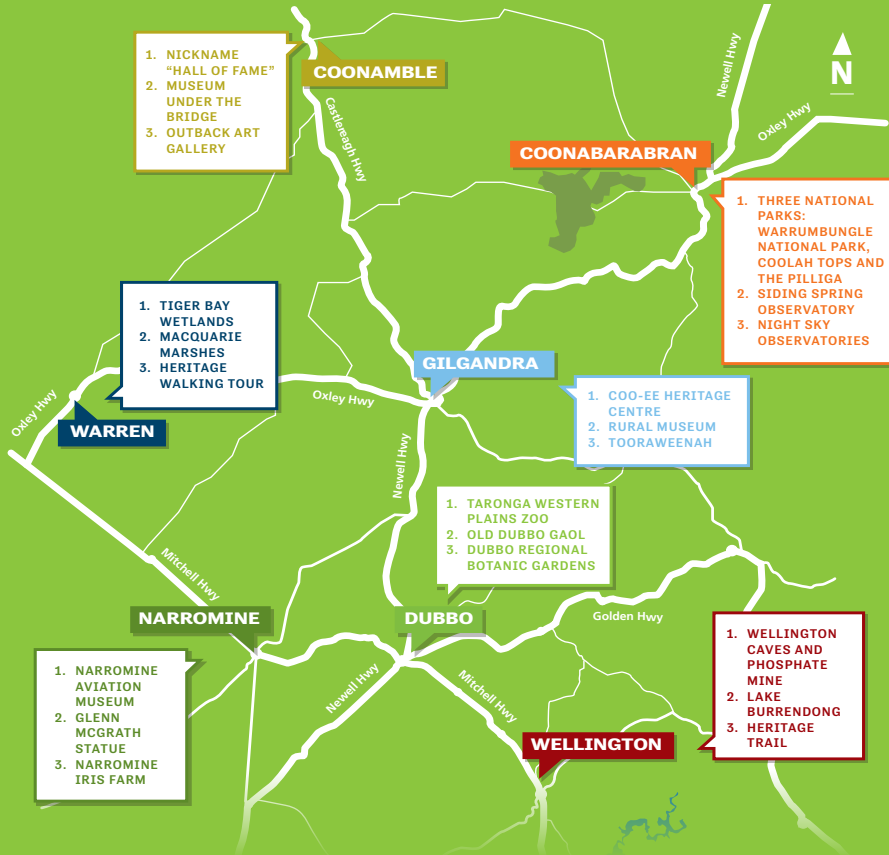 1. NICKNAME
"HALL OF FAME"
2. MUSEUM
UNDER THE
BRIDGE
3. OUTBACK ART
GALLERY
COONAMBLE
Castlereagh Hwy
Newell Hwy
N
Oxley Hwy
COONABARABRAN
1. THREE NATIONAL
PARKS:
WARRUMBUNGLE
NATIONAL PARK,
COOLAH TOPS AND
THE PILLIGA
2. SIDING SPRING
OBSERVATORY
3. NIGHT SKY
OBSERVATORIES
1. TIGER BAY
WETLANDS
2. MACQUARIE
MARSHES
3. HERITAGE
WALKING TOUR
Oxley Hwy
WARREN
GILGANDRA
Oxley Hwy
1. COO-EE HERITAGE
CENTRE
2. RURAL MUSEUM
3. TOORAWEENAH
Newell Hwy
1. TARONGA WESTERN
PLAINS ZOO
2. OLD DUBBO GAOL
3. DUBBO REGIONAL
BOTANIC GARDENS
Mitchell Hwy
NARROMINE
DUBBO
Golden Hwy
1. NARROMINE
AVIATION
MUSEUM
2. GLENN
MCGRATH
STATUE
3. NARROMINE
IRIS FARM
Newell Hwy
Mitchell Hwy
WELLINGTON
1. WELLINGTON
CAVES AND
PHOSPHATE
MINE
2. LAKE
BURRENDONG
3. HERITAGE
TRAIL